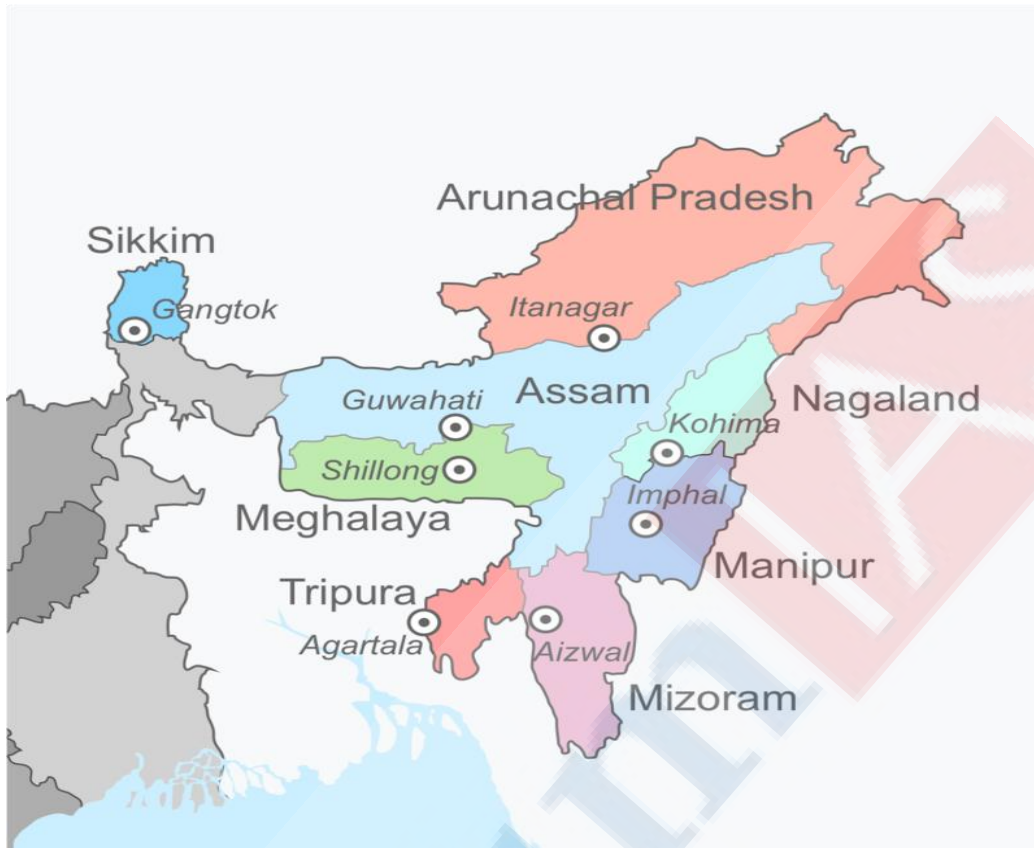 Arunachal Pradesh
Sikkim
Gangtok
Itanagar
Assam
Guwahati
Nagaland
Kohima
Shillong
Imphal
Meghalaya
Manipur
Tripura
Agartala
Aizwal
Mizoram